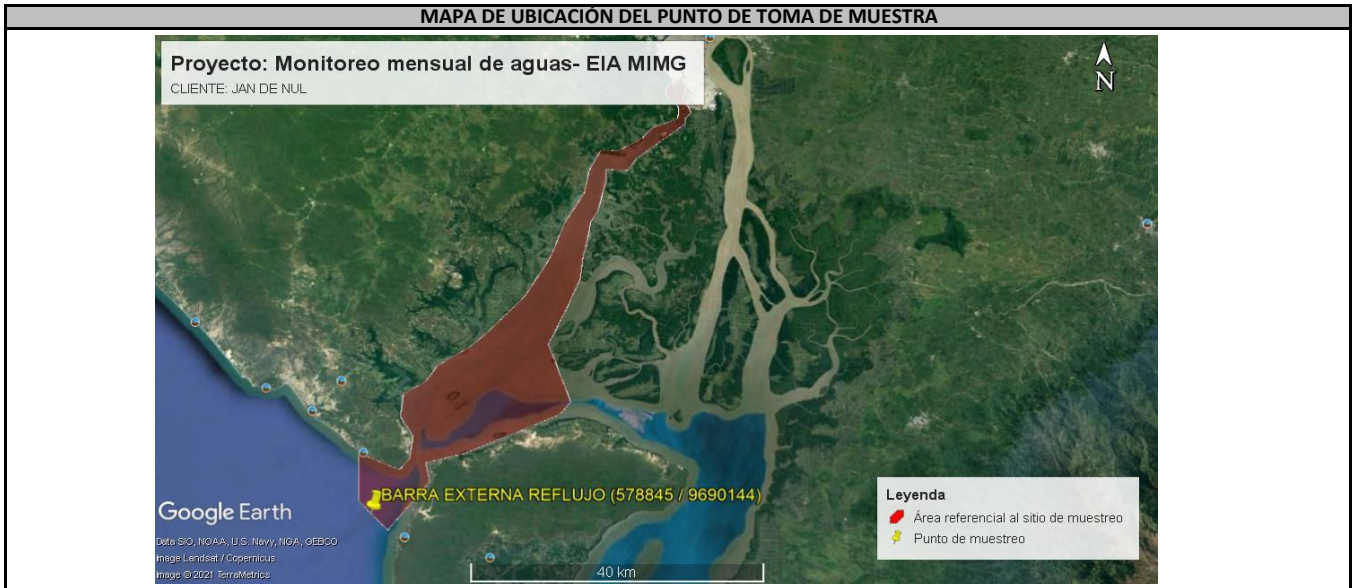 MAPA DE UBICACIÓN DEL PUNTO DE TOMA DE MUESTRA
Proyecto: Monitoreo mensual de aguas- EIA MIMG
CLIENTE: JAN DE NUL
N
BARRA EXTERNA REFLUJO (578845 / 9690144)
Google Earth
Data SIO, NOAA, U.S. Navy, NGA, GEBCO
Image Landsat / Copernicus
Image © 2021 TerraMetrics
40 km
Leyenda
Área referencial al sitio de muestreo
Punto de muestreo